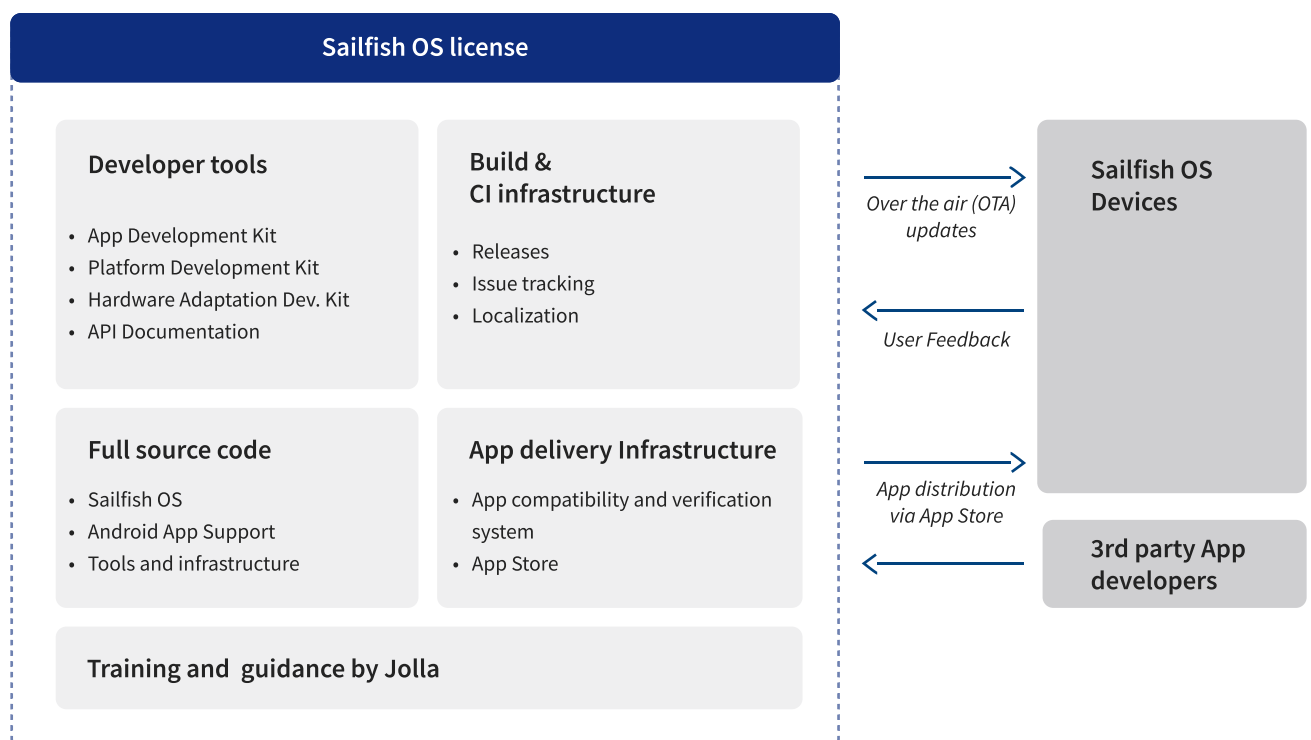 Sailfish OS license
Developer tools
• App Development Kit
• Platform Development Kit
• Hardware Adaptation Dev. Kit
• API Documentation
Build &
CI infrastructure
• Releases
• Issue tracking
• Localization
Full source code
• Sailfish OS
• Android App Support
• Tools and infrastructure
App delivery Infrastructure
• App compatibility and verification
system
• App Store
Training and guidance by Jolla
Over the air (OTA)
updates
User Feedback
App distribution
via App Store
Sailfish OS
Devices
3rd party App
developers